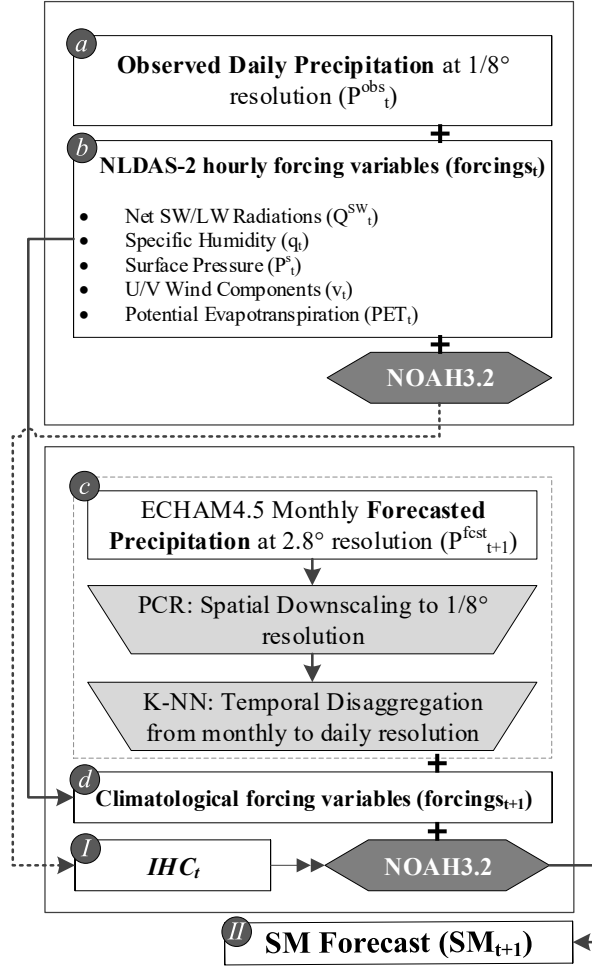 a
Observed Daily Precipitation at 1/8°
resolution (P^obs_t)
+
b
NLDAS-2 hourly forcing variables (forcings_t)
• Net SW/LW Radiations (Q^SW_t)
• Specific Humidity (q_t)
• Surface Pressure (P^s_t)
• U/V Wind Components (v_t)
• Potential Evapotranspiration (PET_t)
+
NOAH3.2
c
ECHAM4.5 Monthly Forecasted
Precipitation at 2.8° resolution (P^fcst_t+1)
PCR: Spatial Downscaling to 1/8°
resolution
K-NN: Temporal Disaggregation
from monthly to daily resolution
+
d
Climatological forcing variables (forcings_t+1)
+
I
IHC_t
NOAH3.2
II
SM Forecast (SM_t+1)